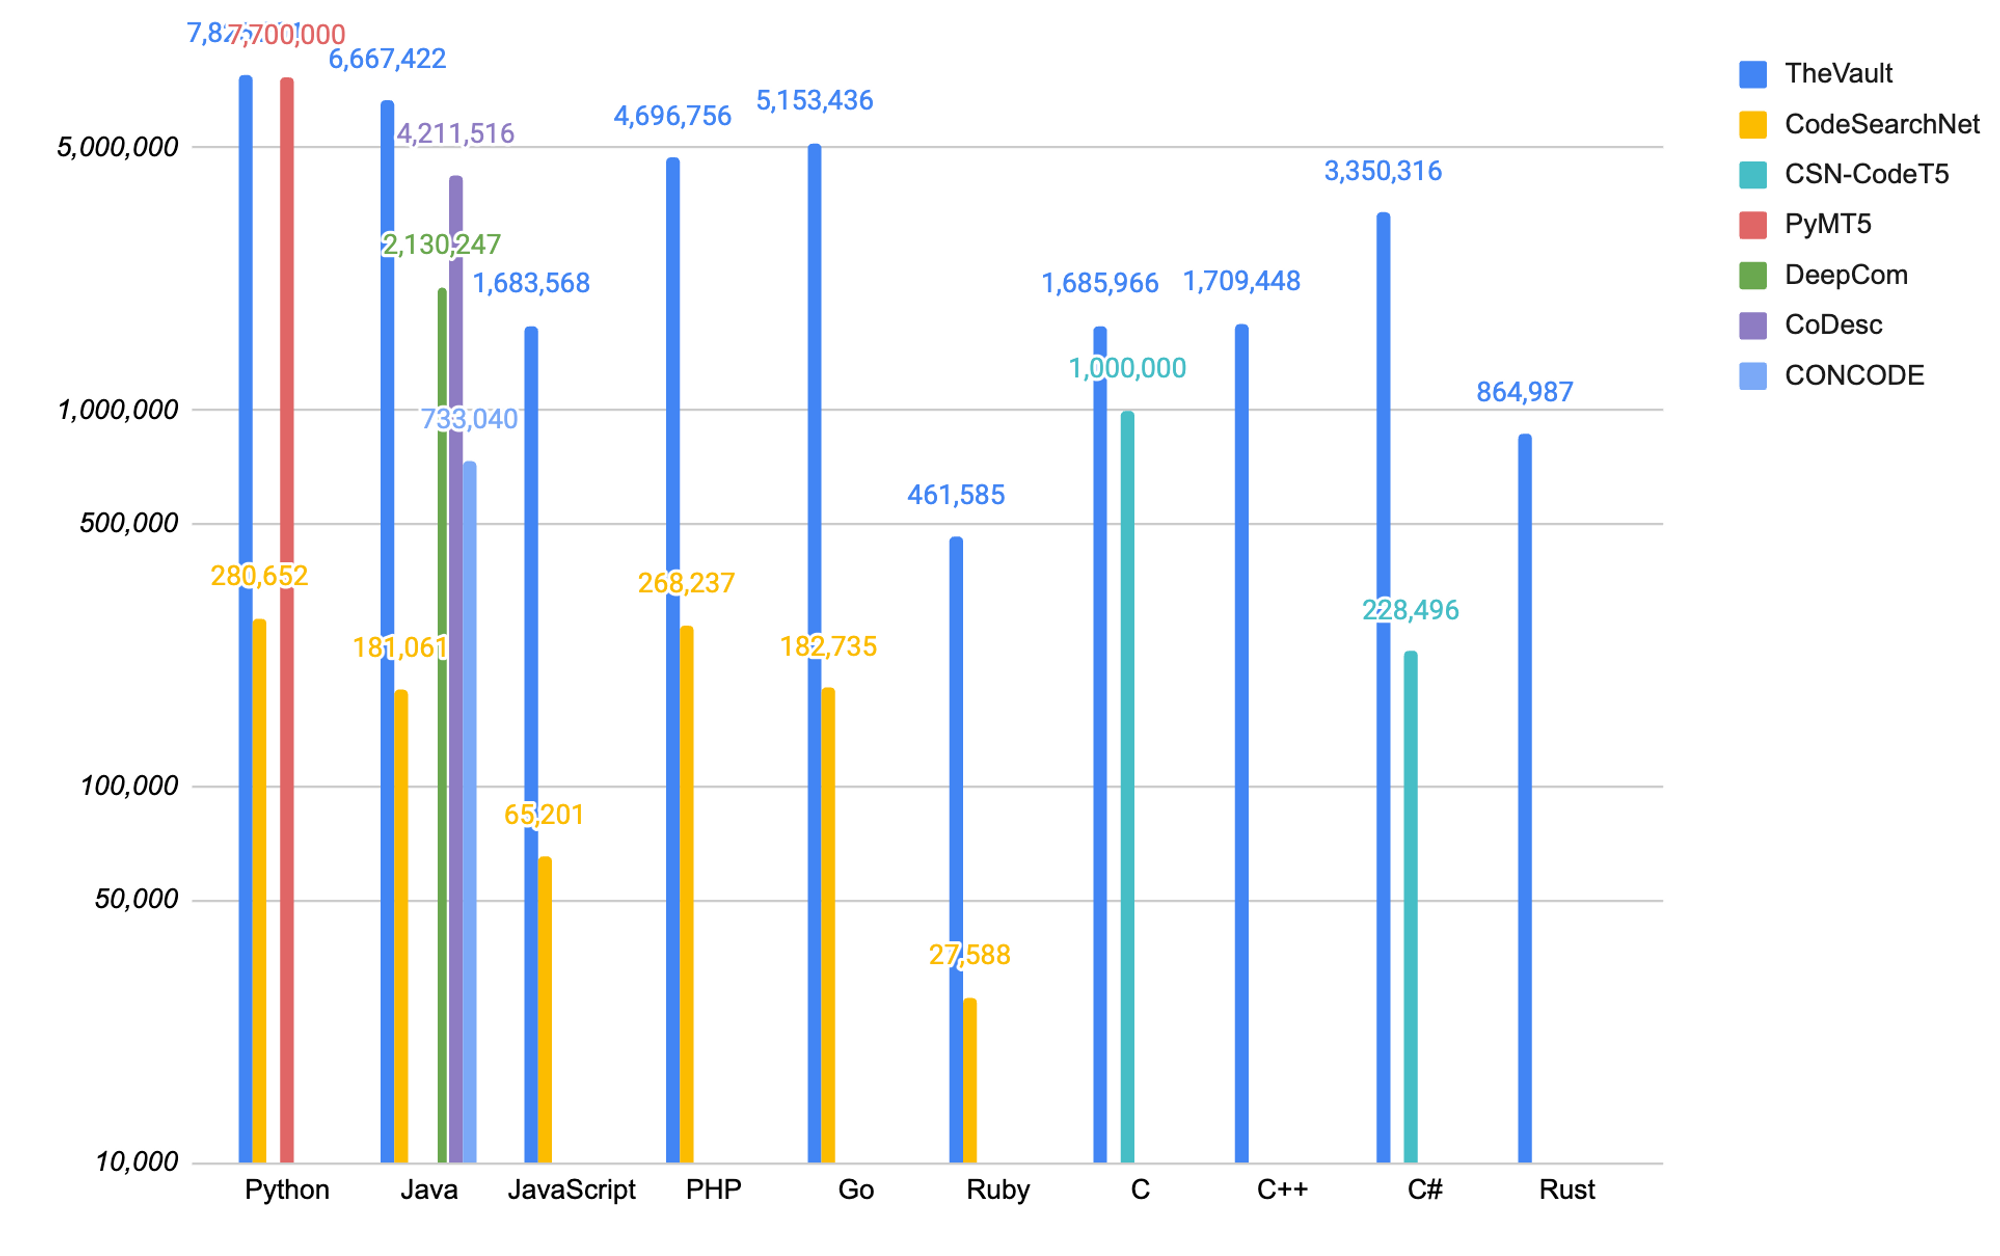 7,700,000
6,667,422
4,211,516
2,130,247
733,040
1,683,568
4,696,756
5,153,436
461,585
1,685,966
1,000,000
1,709,448
3,350,316
228,496
864,987
280,652
181,061
65,201
268,237
182,735
27,588
5,000,000
1,000,000
500,000
100,000
50,000
10,000
Python
Java
JavaScript
PHP
Go
Ruby
C
C++
C#
Rust
TheVault
CodeSearchNet
CSN-CodeT5
PyMT5
DeepCom
CoDesc
CONCODE